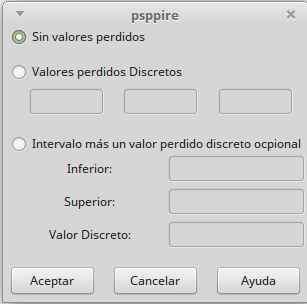 psppire
Sin valores perdidos
Valores perdidos Discretos
Intervalo más un valor perdido discreto ocpional
Inferior:
Superior:
Valor Discreto:
Aceptar Cancelar Ayuda